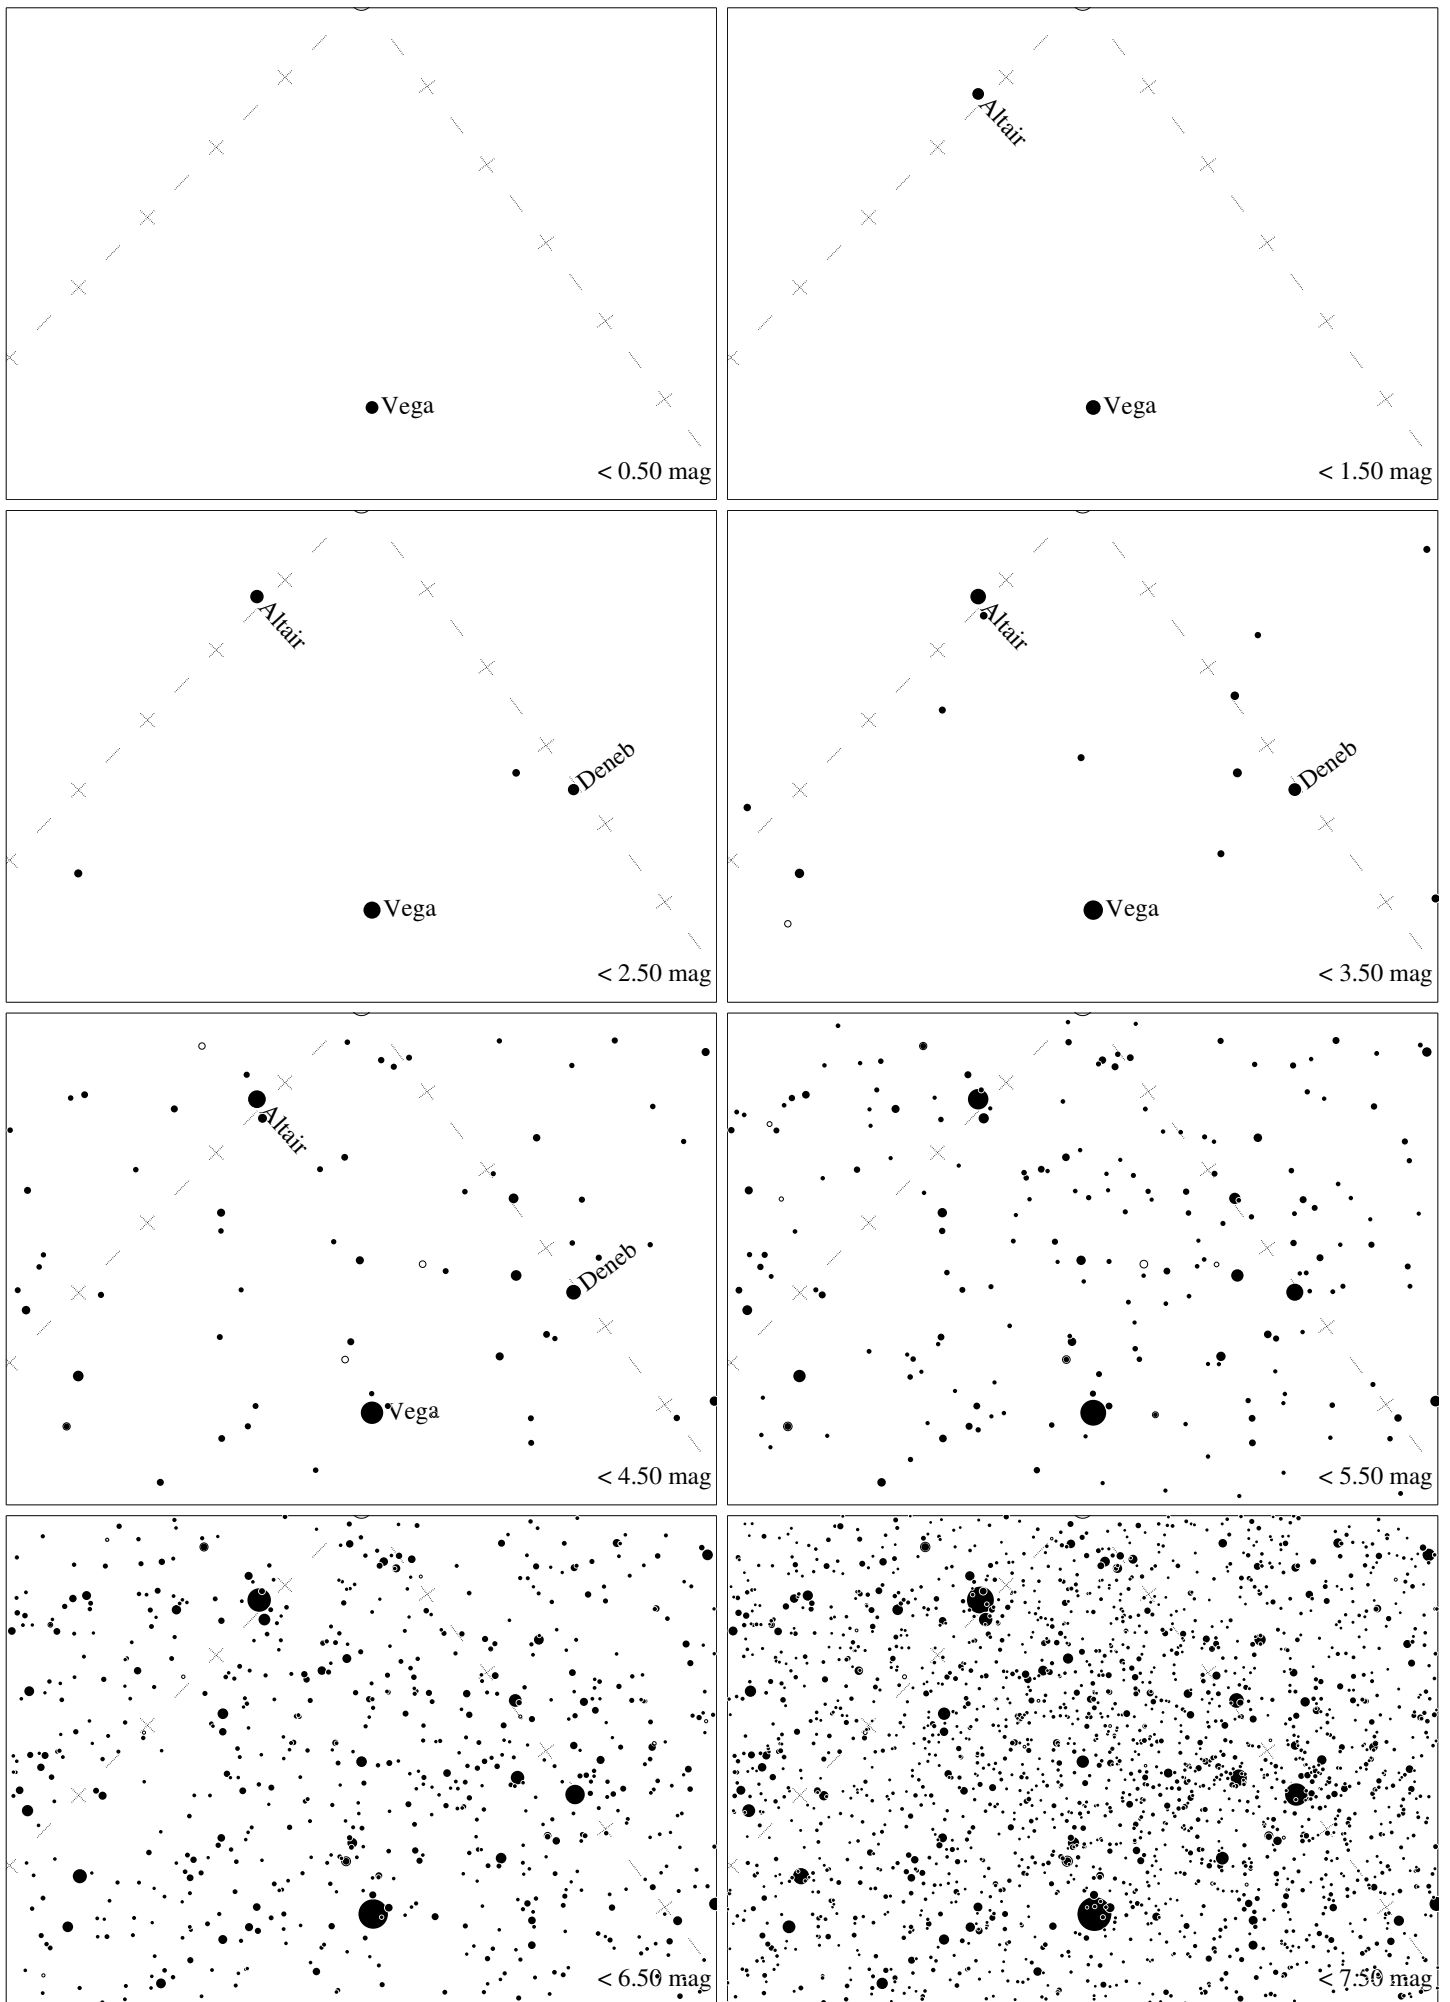 Vega
< 0.50 mag
Altair
Vega
< 1.50 mag
Altair
Deneb
Vega
< 2.50 mag
Altair
Deneb
Vega
< 3.50 mag
Altair
Deneb
Vega
< 4.50 mag
< 5.50 mag
< 6.50 mag
< 7.50 mag